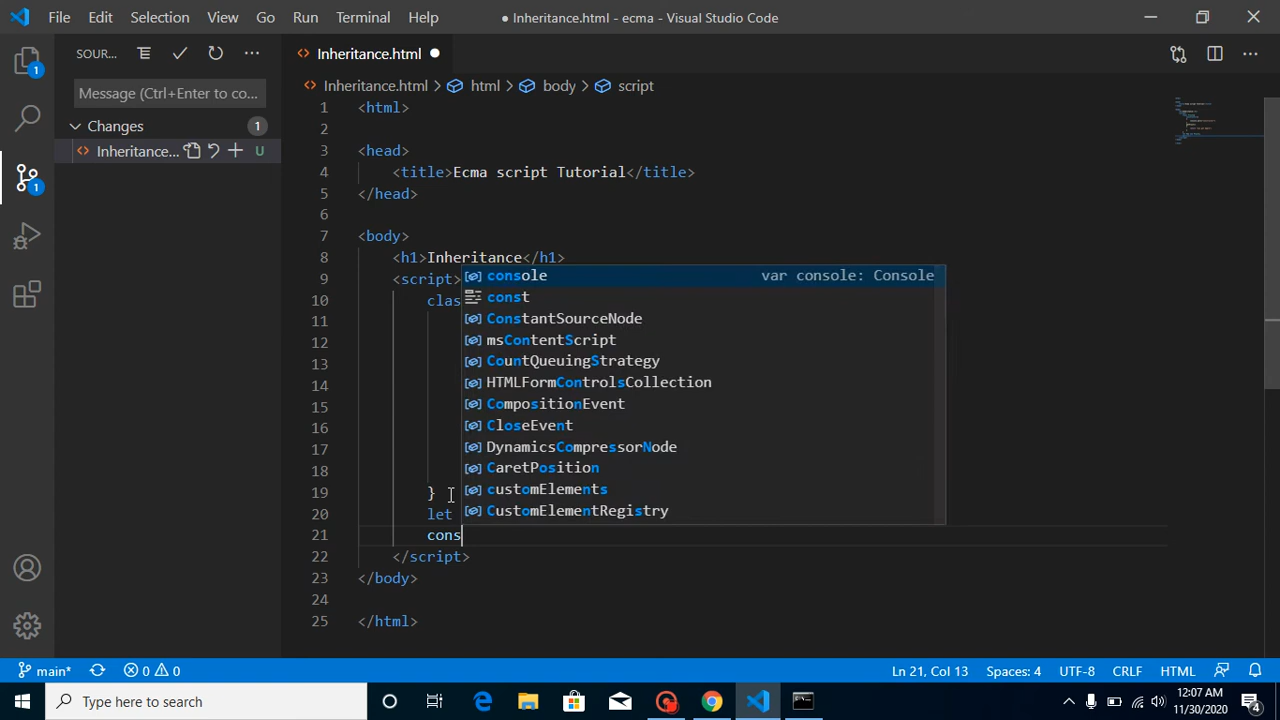 File Edit Selection View Go Run Terminal Help
● Inheritance.html - ecma - Visual Studio Code
SOUR...
Inheritance.html
Message (Ctrl+Enter to co...
Inheritance.html > html > body > script
Changes 1
Inheritance... U
1 <html>
2
3 <head>
4 <title>Ecma script Tutorial</title>
5 </head>
6
7 <body>
8 <h1>Inheritance</h1>
9 <script>
10 clas
11
12
13
14
15
16
17
18
19 }
20 let
21 cons
22 </script>
23 </body>
24
25 </html>
console var console: Console
const
ConstantSourceNode
msContentScript
CountQueuingStrategy
HTMLFormControlsCollection
CompositionEvent
CloseEvent
DynamicsCompressorNode
CaretPosition
customElements
CustomElementRegistry
1
1
main* 0 0 Ln 21, Col 13 Spaces: 4 UTF-8 CRLF HTML
Type here to search
12:07 AM
11/30/2020
4